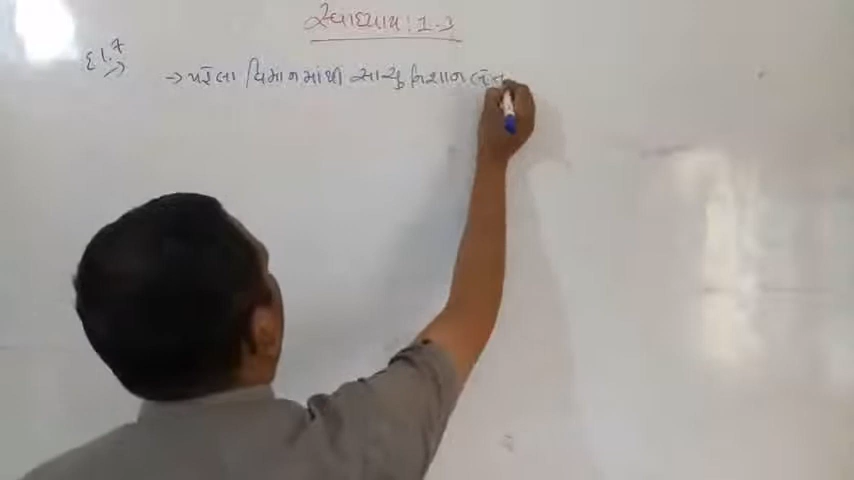 સ્વાધ્યાય : 1.3
દા.7
→ પહેલા વિમાનમાંથી સાચુ નિશાન